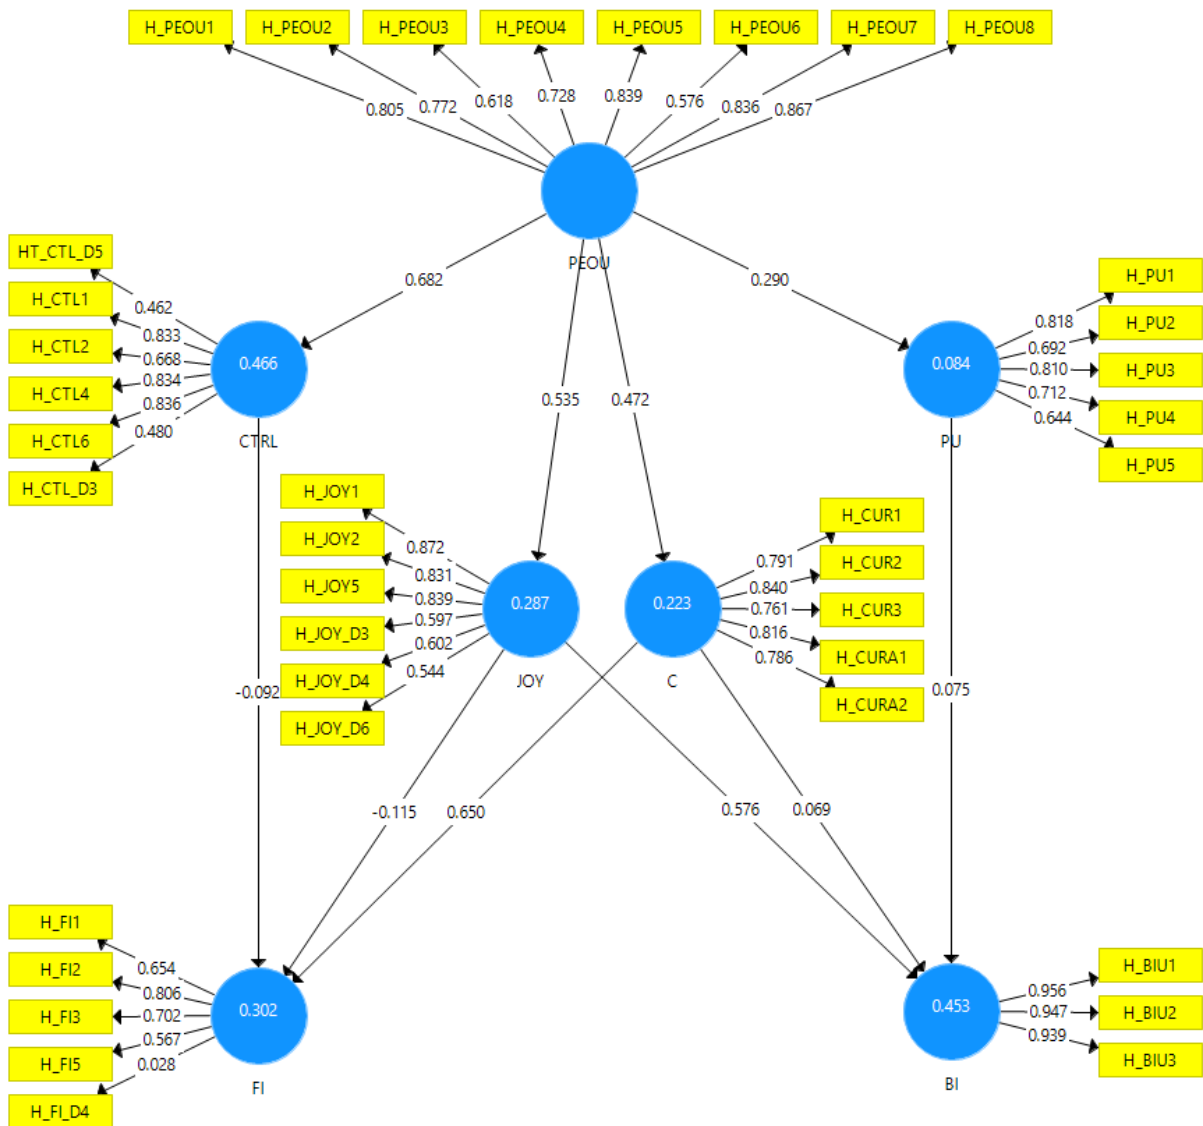 H_PEOU1 H_PEOU2 H_PEOU3 H_PEOU4 H_PEOU5 H_PEOU6 H_PEOU7 H_PEOU8
0.805 0.772 0.618 0.728 0.839 0.576 0.836 0.867
PEOU
0.682 0.290
0.535 0.472
HT_CTL_D5
H_CTL1
H_CTL2
H_CTL4
H_CTL6
H_CTL_D3
0.462
0.833
0.668
0.834
0.836
0.480
0.466
CTRL
0.084
PU
0.818
0.692
0.810
0.712
0.644
H_PU1
H_PU2
H_PU3
H_PU4
H_PU5
H_JOY1
H_JOY2
H_JOY5
H_JOY_D3
H_JOY_D4
H_JOY_D6
0.872
0.831
0.839
0.597
0.602
0.544
0.287
JOY
0.223
C
0.791
0.840
0.761
0.816
0.786
H_CUR1
H_CUR2
H_CUR3
H_CURA1
H_CURA2
-0.092 0.075
-0.115 0.650 0.576 0.069
H_FI1
H_FI2
H_FI3
H_FI5
H_FI_D4
0.654
0.806
0.702
0.567
0.028
0.302
FI
0.453
BI
0.956
0.947
0.939
H_BIU1
H_BIU2
H_BIU3